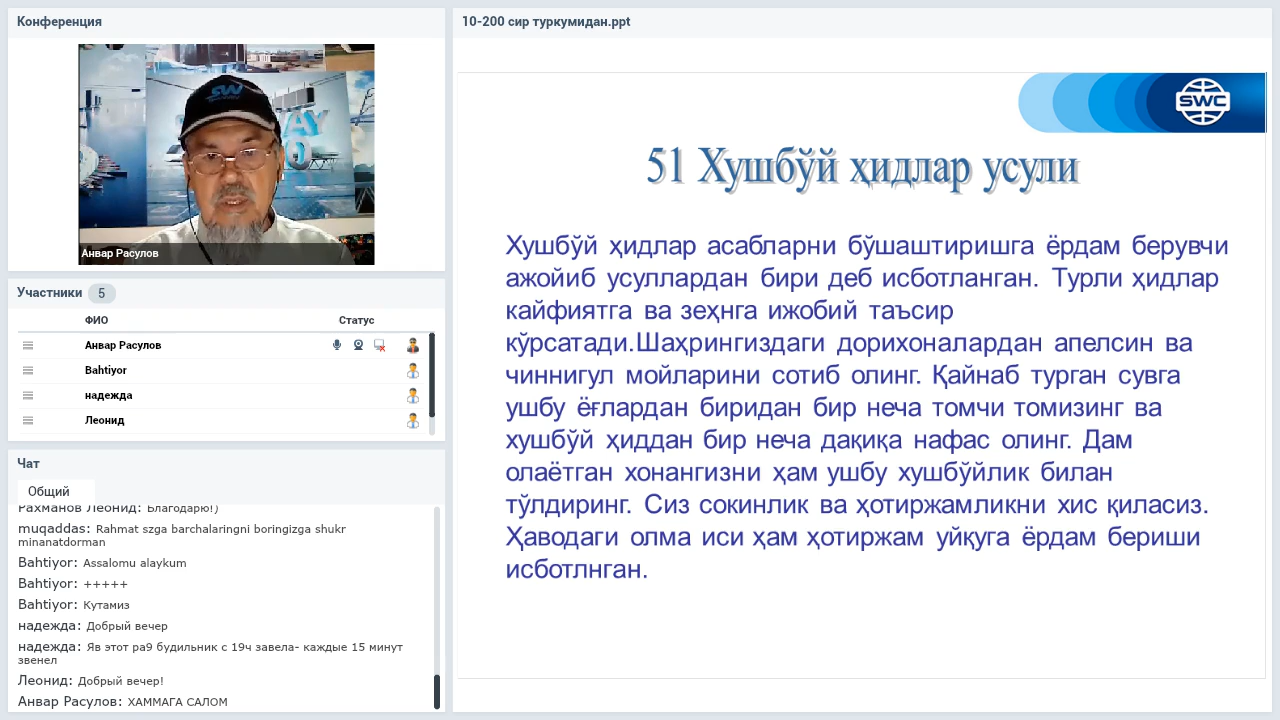 Конференция
Анвар Расулов
Участники 5
ФИО Статус
Анвар Расулов
Bahtiyor
надежда
Леонид
Чат
Общий
Рахманов Леонид: Благодарю!)
muqaddas: Rahmat szga barchalaringni boringizga shukr
minanatdorman
Bahtiyor: Assalomu alaykum
Bahtiyor: +++++
Bahtiyor: Кутамиз
надежда: Добрый вечер
надежда: Яв этот ра9 будильник с 19ч завела- каждые 15 минут
звенел
Леонид: Добрый вечер!
Анвар Расулов: ХАММАГА САЛОМ
10-200 сир туркумидан.ppt
SWC
51 Хушбўй ҳидлар усули
Хушбўй ҳидлар асабларни бўшаштиришга ёрдам берувчи
ажойиб усуллардан бири деб исботланган. Турли ҳидлар
кайфиятга ва зеҳнга ижобий таъсир
кўрсатади.Шаҳрингиздаги дорихоналардан апелсин ва
чиннигул мойларини сотиб олинг. Қайнаб турган сувга
ушбу ёғлардан биридан бир неча томчи томизинг ва
хушбўй ҳиддан бир неча дақиқа нафас олинг. Дам
олаётган хонангизни ҳам ушбу хушбўйлик билан
тўлдиринг. Сиз сокинлик ва ҳотиржамликни хис қиласиз.
Ҳаводаги олма иси ҳам ҳотиржам уйқуга ёрдам бериши
исботлнган.